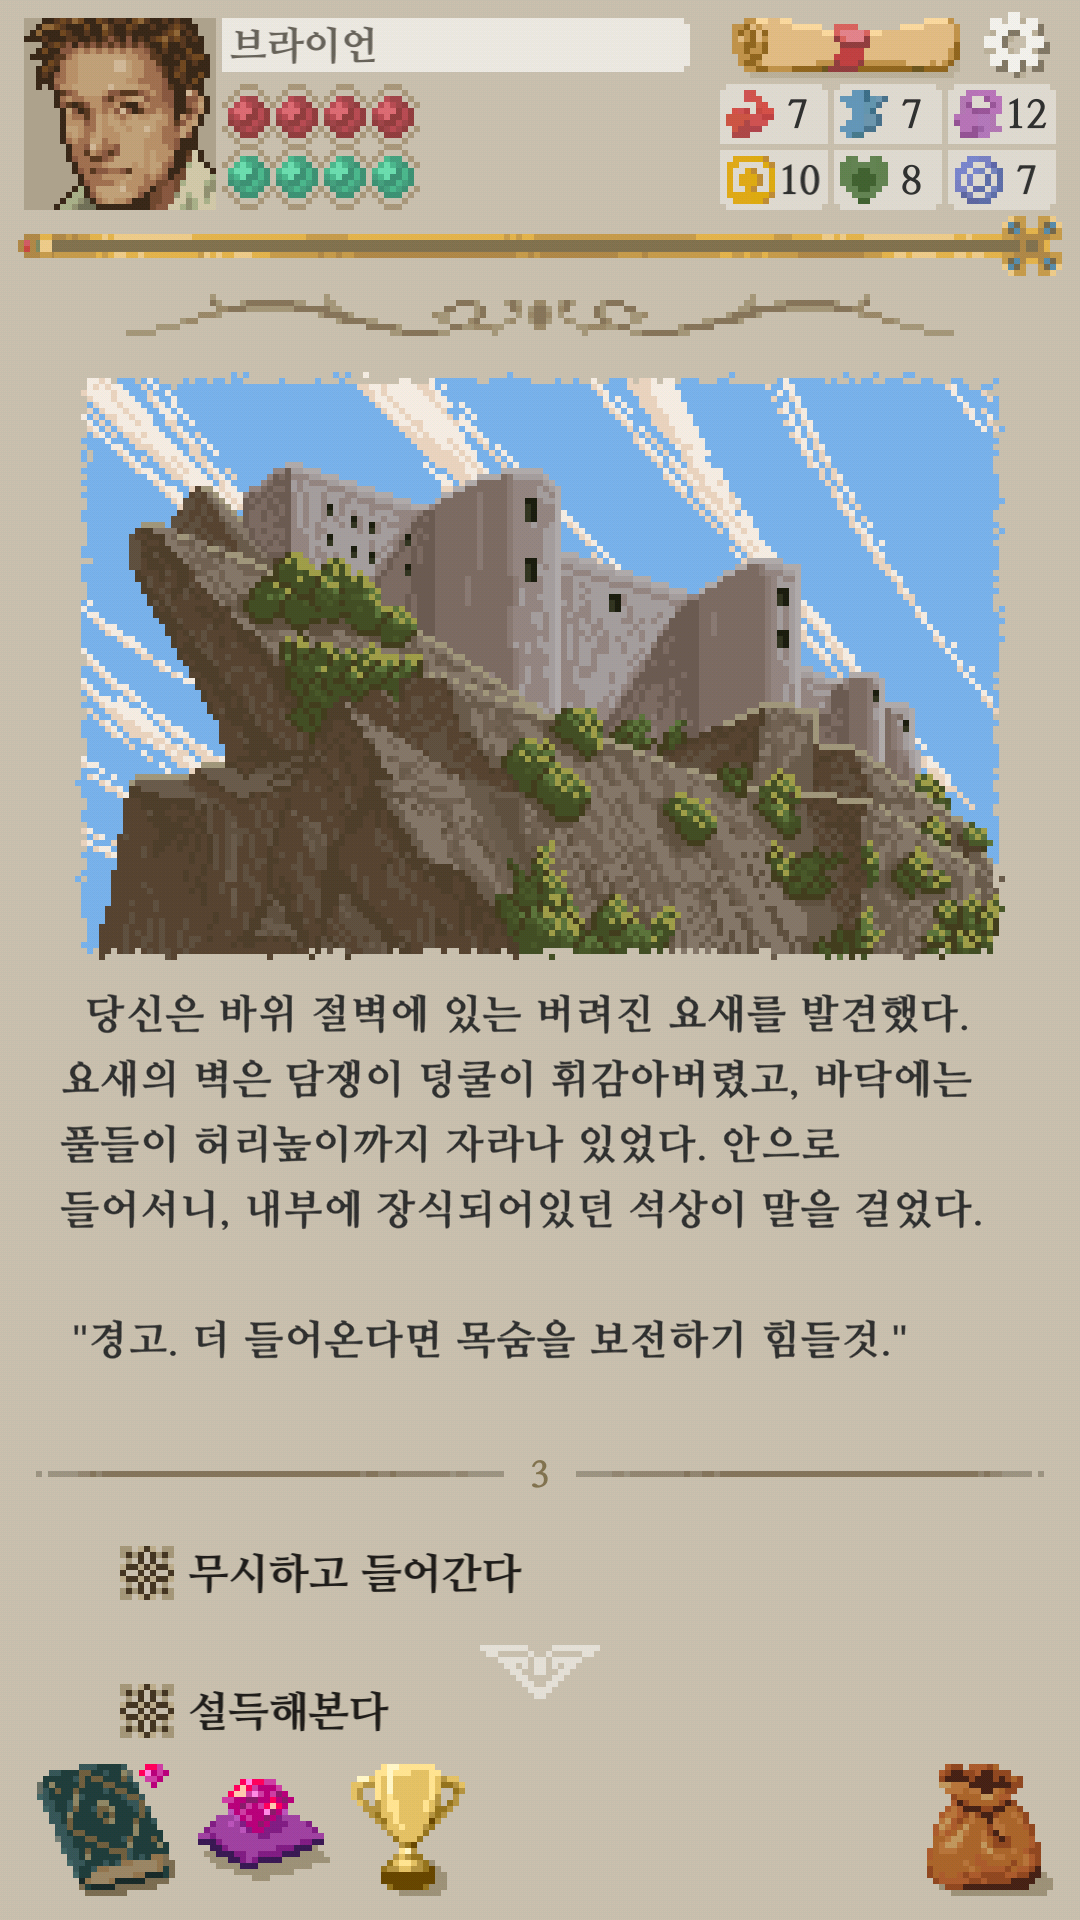 브라이언
7 7 12
10 8 7
당신은 바위 절벽에 있는 버려진 요새를 발견했다.
요새의 벽은 담쟁이 덩쿨이 휘감아버렸고, 바닥에는
풀들이 허리높이까지 자라나 있었다. 안으로
들어서니, 내부에 장식되어있던 석상이 말을 걸었다.
"경고. 더 들어온다면 목숨을 보전하기 힘들것."
3
무시하고 들어간다
설득해본다